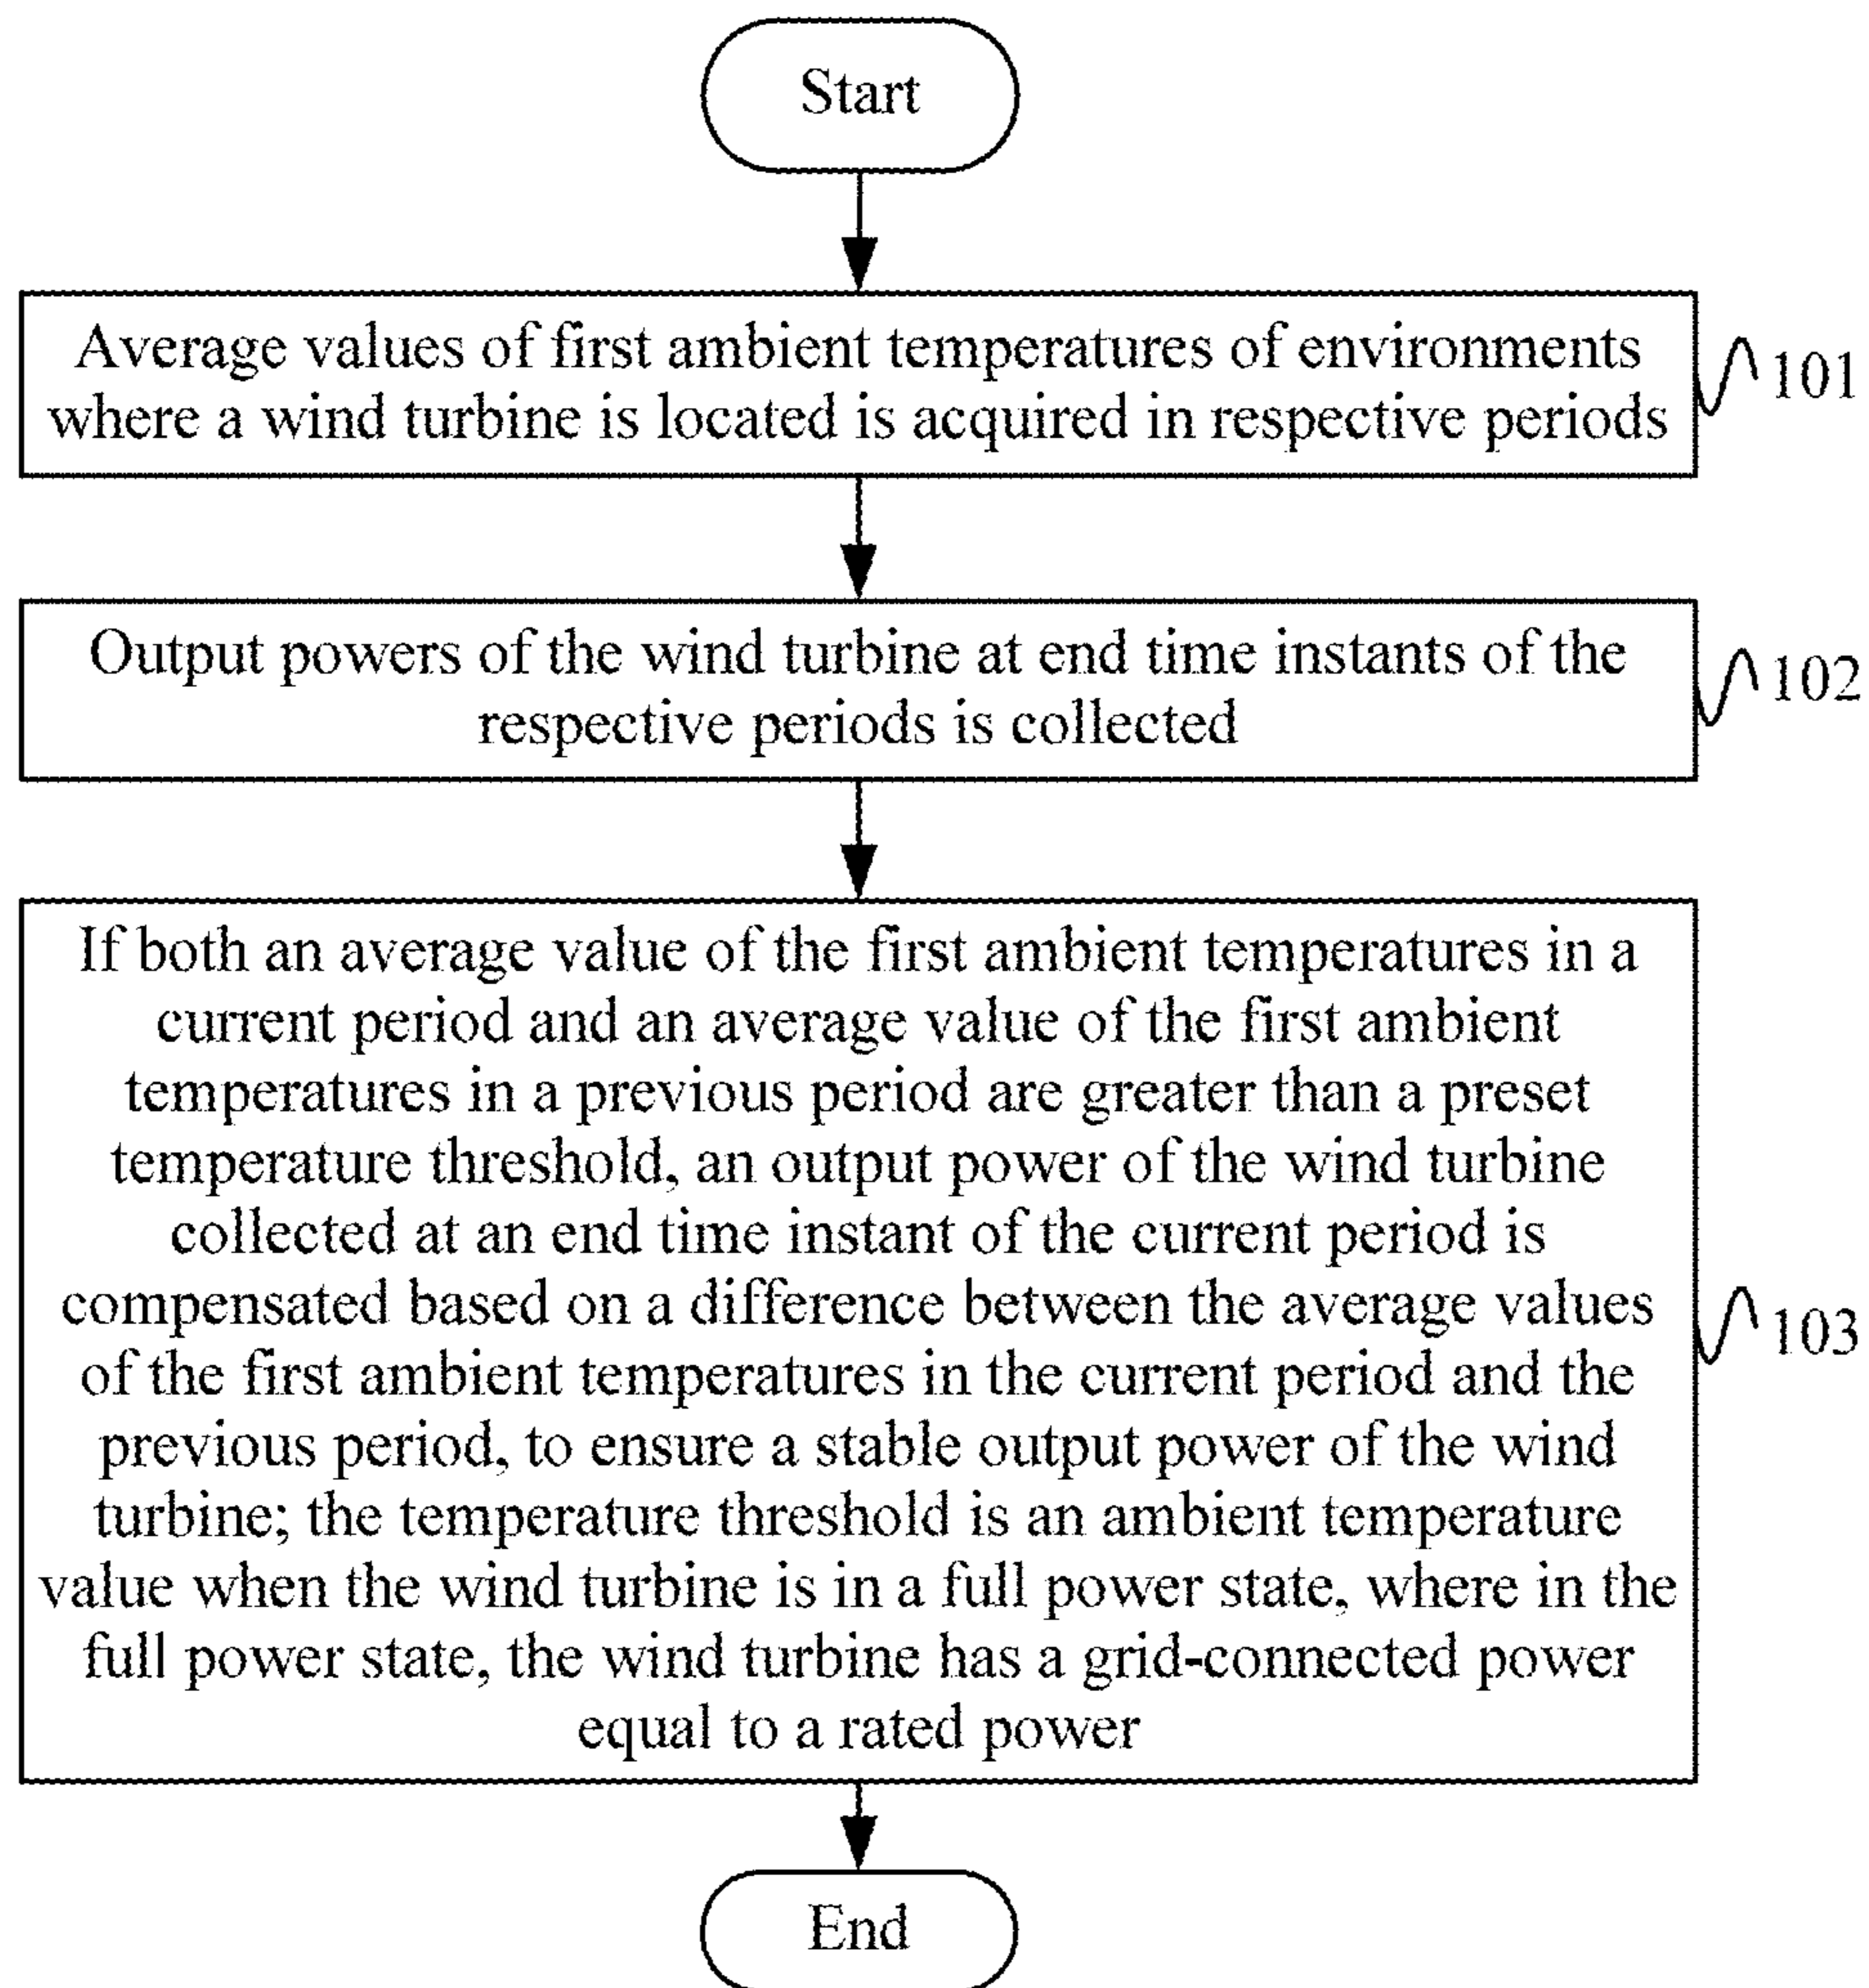 Start
Average values of first ambient temperatures of environments
where a wind turbine is located is acquired in respective periods
101
Output powers of the wind turbine at end time instants of the
respective periods is collected
102
If both an average value of the first ambient temperatures in a
current period and an average value of the first ambient
temperatures in a previous period are greater than a preset
temperature threshold, an output power of the wind turbine
collected at an end time instant of the current period is
compensated based on a difference between the average values
of the first ambient temperatures in the current period and the
previous period, to ensure a stable output power of the wind
turbine; the temperature threshold is an ambient temperature
value when the wind turbine is in a full power state, where in the
full power state, the wind turbine has a grid-connected power
equal to a rated power
103
End